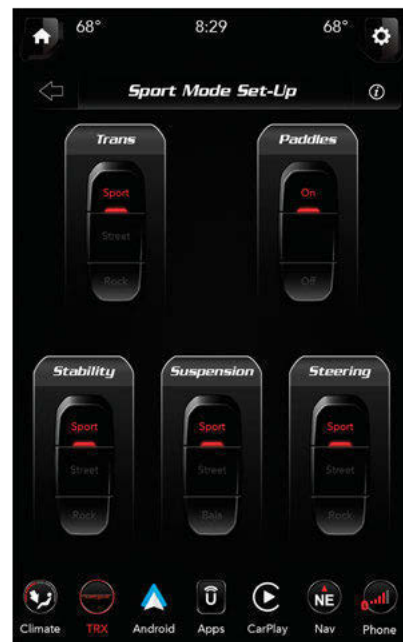 68° 8:29 68°
Sport Mode Set-Up
Trans Paddles
Sport On
Street
Rock Off
Stability Suspension Steering
Sport Sport Sport
Street Street Street
Rock Baja Rock
NE
Climate TRX Android Apps CarPlay Nav Phone